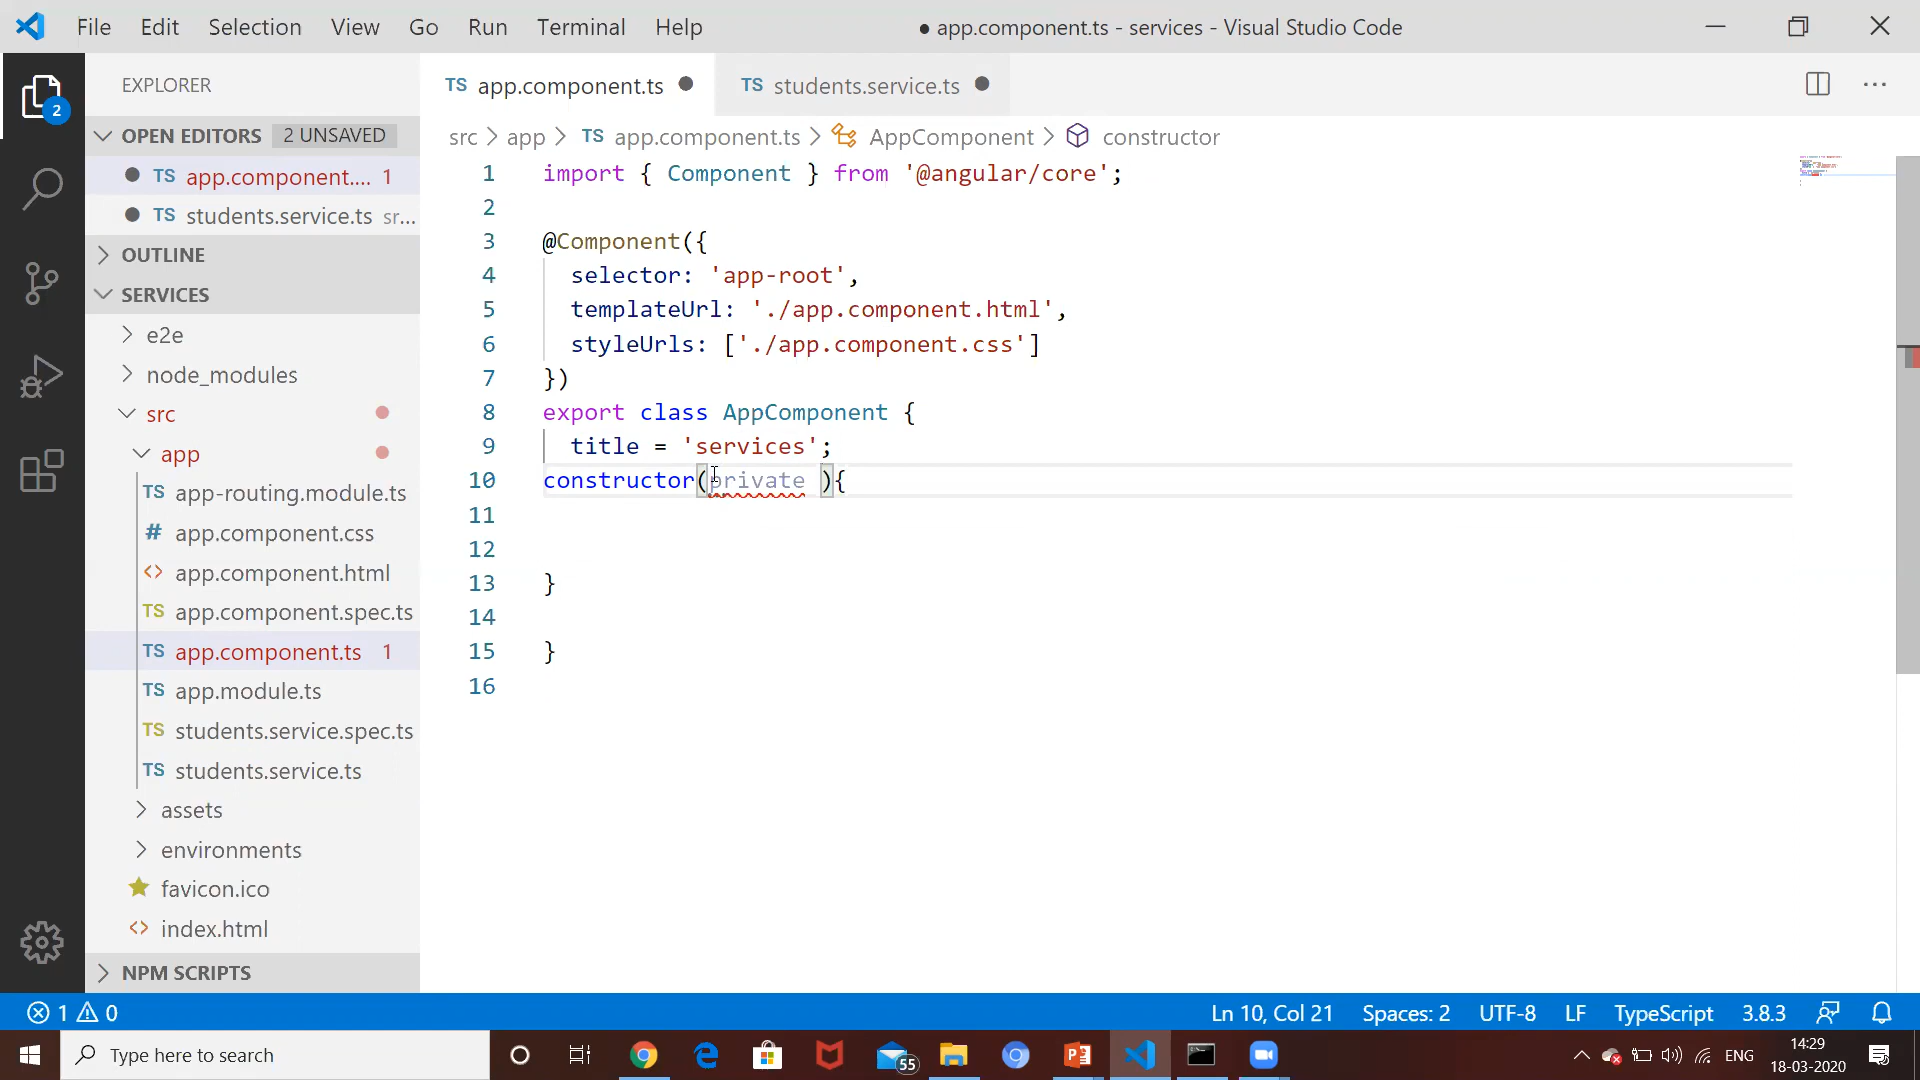 File Edit Selection View Go Run Terminal Help
● app.component.ts - services - Visual Studio Code
EXPLORER
2
OPEN EDITORS 2 UNSAVED
TS app.component.... 1
TS students.service.ts sr...
OUTLINE
SERVICES
e2e
node_modules
src
app
TS app-routing.module.ts
# app.component.css
<> app.component.html
TS app.component.spec.ts
TS app.component.ts 1
TS app.module.ts
TS students.service.spec.ts
TS students.service.ts
assets
environments
favicon.ico
<> index.html
NPM SCRIPTS
TS app.component.ts ● TS students.service.ts ●
src > app > TS app.component.ts > AppComponent > constructor
1 import { Component } from '@angular/core';
2
3 @Component({
4 selector: 'app-root',
5 templateUrl: './app.component.html',
6 styleUrls: ['./app.component.css']
7 })
8 export class AppComponent {
9 title = 'services';
10 constructor(private ){
11
12
13 }
14
15 }
16
1 0 Ln 10, Col 21 Spaces: 2 UTF-8 LF TypeScript 3.8.3
Type here to search
55
ENG
14:29
18-03-2020